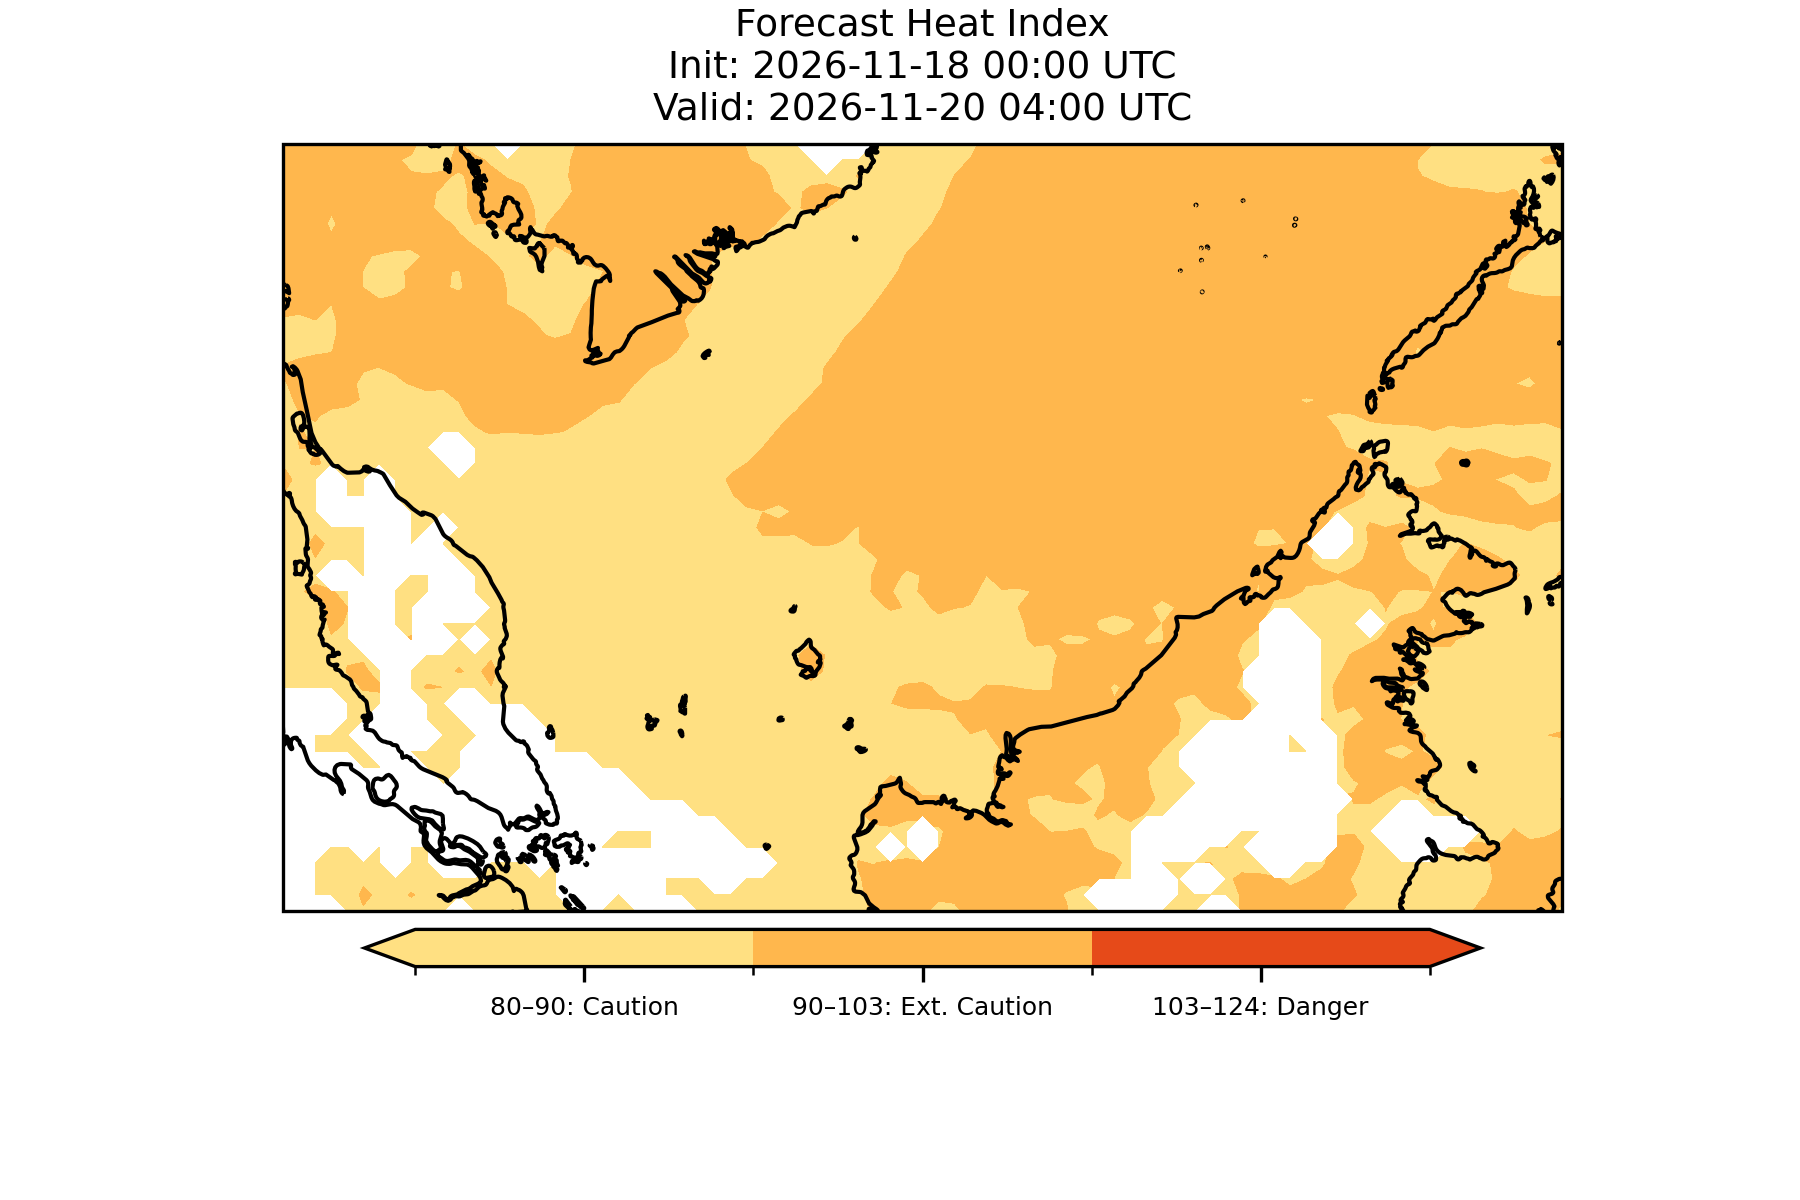 Forecast Heat Index
Init: 2026-11-18 00:00 UTC
Valid: 2026-11-20 04:00 UTC
80–90: Caution
90–103: Ext. Caution
103–124: Danger